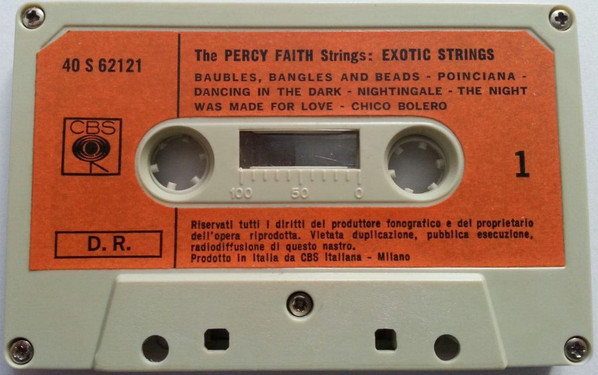 40 S 62121
The PERCY FAITH Strings: EXOTIC STRINGS
BAUBLES, BANGLES AND BEADS - POINCIANA -
DANCING IN THE DARK - NIGHTINGALE - THE NIGHT
WAS MADE FOR LOVE - CHICO BOLERO
CBS
100 50 0
1
D. R.
Riservati tutti i diritti del produttore fonografico e del proprietario
dell'opera riprodotta. Vietata duplicazione, pubblica esecuzione,
radiodiffusione di questo nastro.
Prodotto in Italia da CBS Italiana - Milano